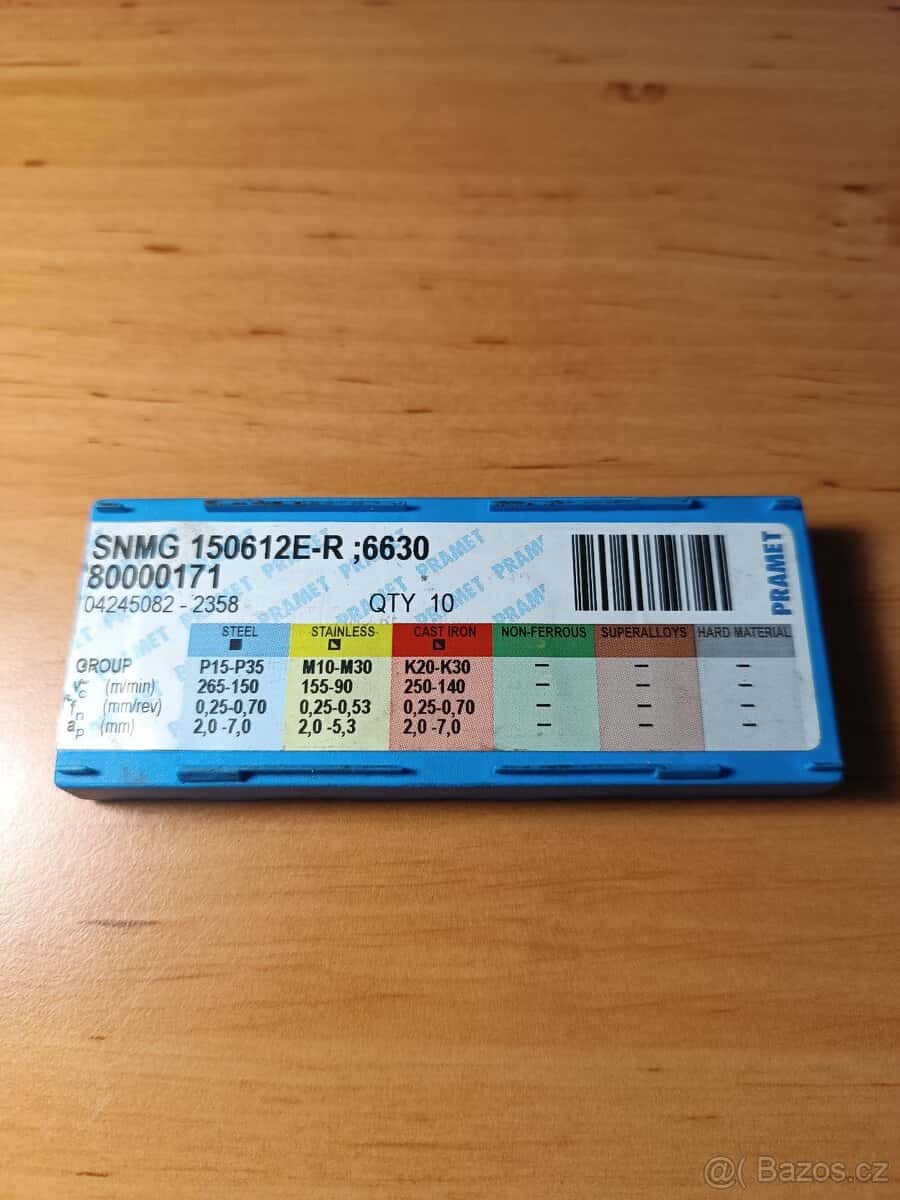 SNMG 150612E-R ;6630
80000171
04245082 - 2358 QTY 10
PRAMET
STEEL STAINLESS CAST IRON NON-FERROUS SUPERALLOYS HARD MATERIAL
GROUP P15-P35 M10-M30 K20-K30 – – –
vc (m/min) 265-150 155-90 250-140 – – –
fn (mm/rev) 0,25-0,70 0,25-0,53 0,25-0,70 – – –
ap (mm) 2,0 -7,0 2,0 -5,3 2,0 -7,0 – – –
@( Bazos.cz